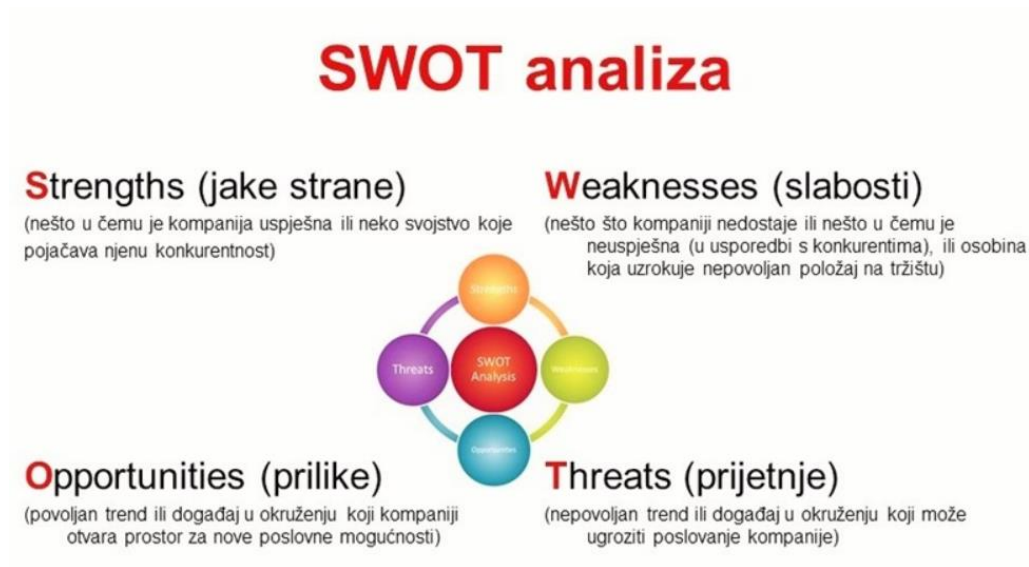 SWOT analiza
Strengths (jake strane)
(nešto u čemu je kompanija uspješna ili neko svojstvo koje
pojačava njenu konkurentnost)
Weaknesses (slabosti)
(nešto što kompaniji nedostaje ili nešto u čemu je
neuspješna (u usporedbi s konkurentima), ili osobina
koja uzrokuje nepovoljan položaj na tržištu)
Strengths
Threats
SWOT
Analysis
Weaknesses
Opportunities
Opportunities (prilike)
(povoljan trend ili događaj u okruženju koji kompaniji
otvara prostor za nove poslovne mogućnosti)
Threats (prijetnje)
(nepovoljan trend ili događaj u okruženju koji može
ugroziti poslovanje kompanije)